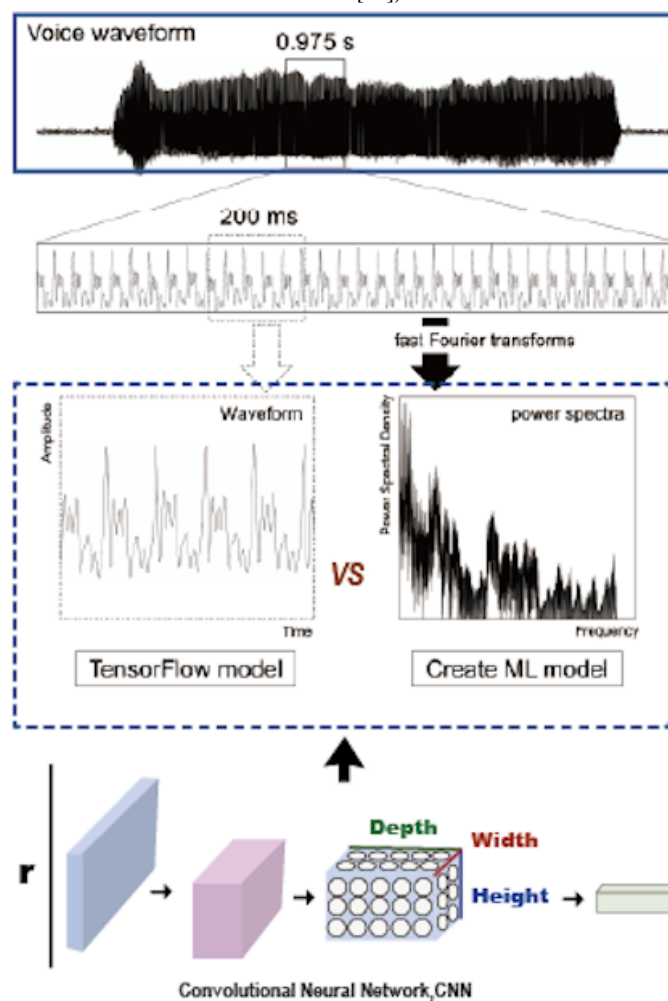 Voice waveform
0.975 s
200 ms
fast Fourier transforms
Waveform
power spectra
Amplitude
Power Spectral Density
VS
Time
Frequency
TensorFlow model
Create ML model
Depth
Width
r
Height
Convolutional Neural Network,CNN